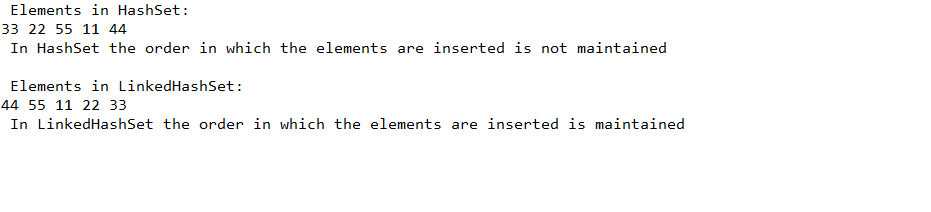 Elements in HashSet:
33 22 55 11 44
In HashSet the order in which the elements are inserted is not maintained
Elements in LinkedHashSet:
44 55 11 22 33
In LinkedHashSet the order in which the elements are inserted is maintained